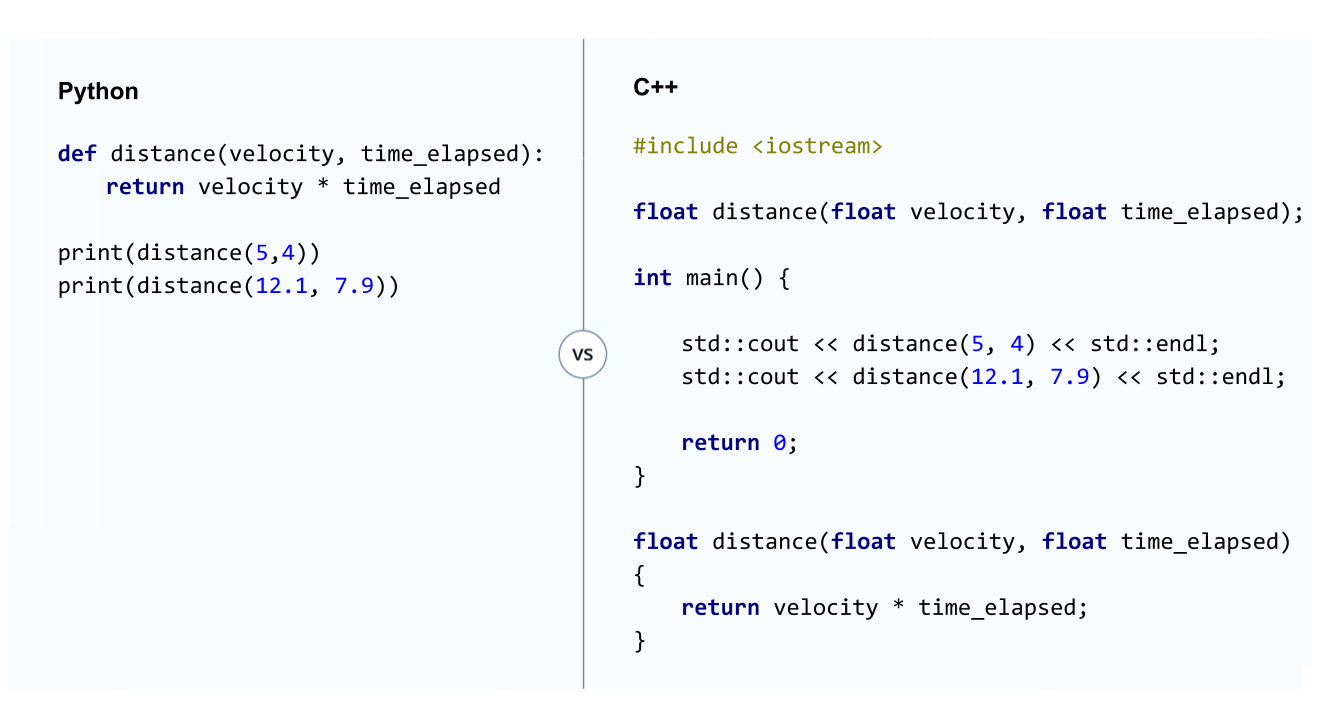 Python
def distance(velocity, time_elapsed):
    return velocity * time_elapsed
print(distance(5,4))
print(distance(12.1, 7.9))
vs
C++
#include <iostream>
float distance(float velocity, float time_elapsed);
int main() {
    std::cout << distance(5, 4) << std::endl;
    std::cout << distance(12.1, 7.9) << std::endl;
    return 0;
}
float distance(float velocity, float time_elapsed)
{
    return velocity * time_elapsed;
}